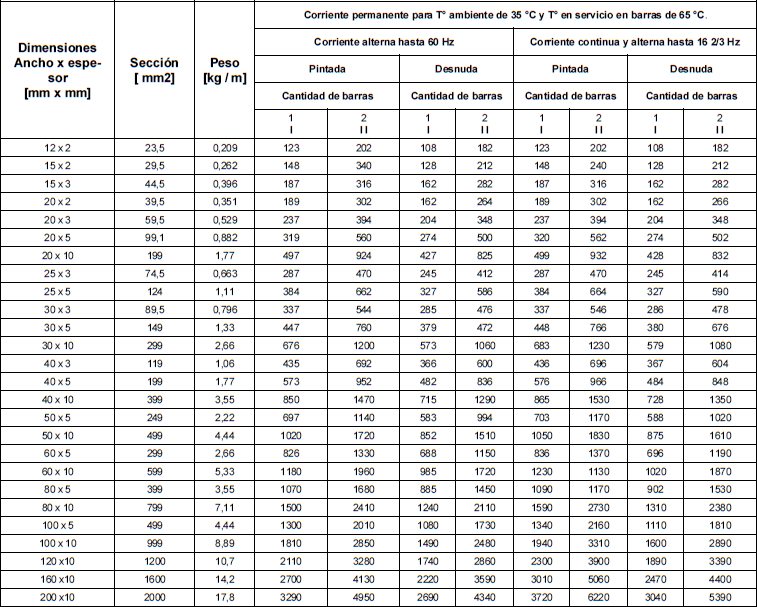 Corriente permanente para T° ambiente de 35 °C y T° en servicio en barras de 65 °C.
Dimensiones Ancho x espe-sor [mm x mm] Sección [ mm2] Peso [kg / m] Corriente alterna hasta 60 Hz Corriente continua y alterna hasta 16 2/3 Hz
Pintada Desnuda Pintada Desnuda
Cantidad de barras Cantidad de barras Cantidad de barras Cantidad de barras
1 2 1 2 1 2 1 2
I II I II I II I II
12 x 2 23,5 0,209 123 202 108 182 123 202 108 182
15 x 2 29,5 0,262 148 340 128 212 148 240 128 212
15 x 3 44,5 0,396 187 316 162 282 187 316 162 282
20 x 2 39,5 0,351 189 302 162 264 189 302 162 266
20 x 3 59,5 0,529 237 394 204 348 237 394 204 348
20 x 5 99,1 0,882 319 560 274 500 320 562 274 502
20 x 10 199 1,77 497 924 427 825 499 932 428 832
25 x 3 74,5 0,663 287 470 245 412 287 470 245 414
25 x 5 124 1,11 384 662 327 586 384 664 327 590
30 x 3 89,5 0,796 337 544 285 476 337 546 286 478
30 x 5 149 1,33 447 760 379 472 448 766 380 676
30 x 10 299 2,66 676 1200 573 1060 683 1230 579 1080
40 x 3 119 1,06 435 692 366 600 436 696 367 604
40 x 5 199 1,77 573 952 482 836 576 966 484 848
40 x 10 399 3,55 850 1470 715 1290 865 1530 728 1350
50 x 5 249 2,22 697 1140 583 994 703 1170 588 1020
50 x 10 499 4,44 1020 1720 852 1510 1050 1830 875 1610
60 x 5 299 2,66 826 1330 688 1150 836 1370 696 1190
60 x 10 599 5,33 1180 1960 985 1720 1230 1130 1020 1870
80 x 5 399 3,55 1070 1680 885 1450 1090 1170 902 1530
80 x 10 799 7,11 1500 2410 1240 2110 1590 2730 1310 2380
100 x 5 499 4,44 1300 2010 1080 1730 1340 2160 1110 1810
100 x 10 999 8,89 1810 2850 1490 2480 1940 3310 1600 2890
120 x10 1200 10,7 2110 3280 1740 2860 2300 3900 1890 3390
160 x10 1600 14,2 2700 4130 2220 3590 3010 5060 2470 4400
200 x10 2000 17,8 3290 4950 2690 4340 3720 6220 3040 5390